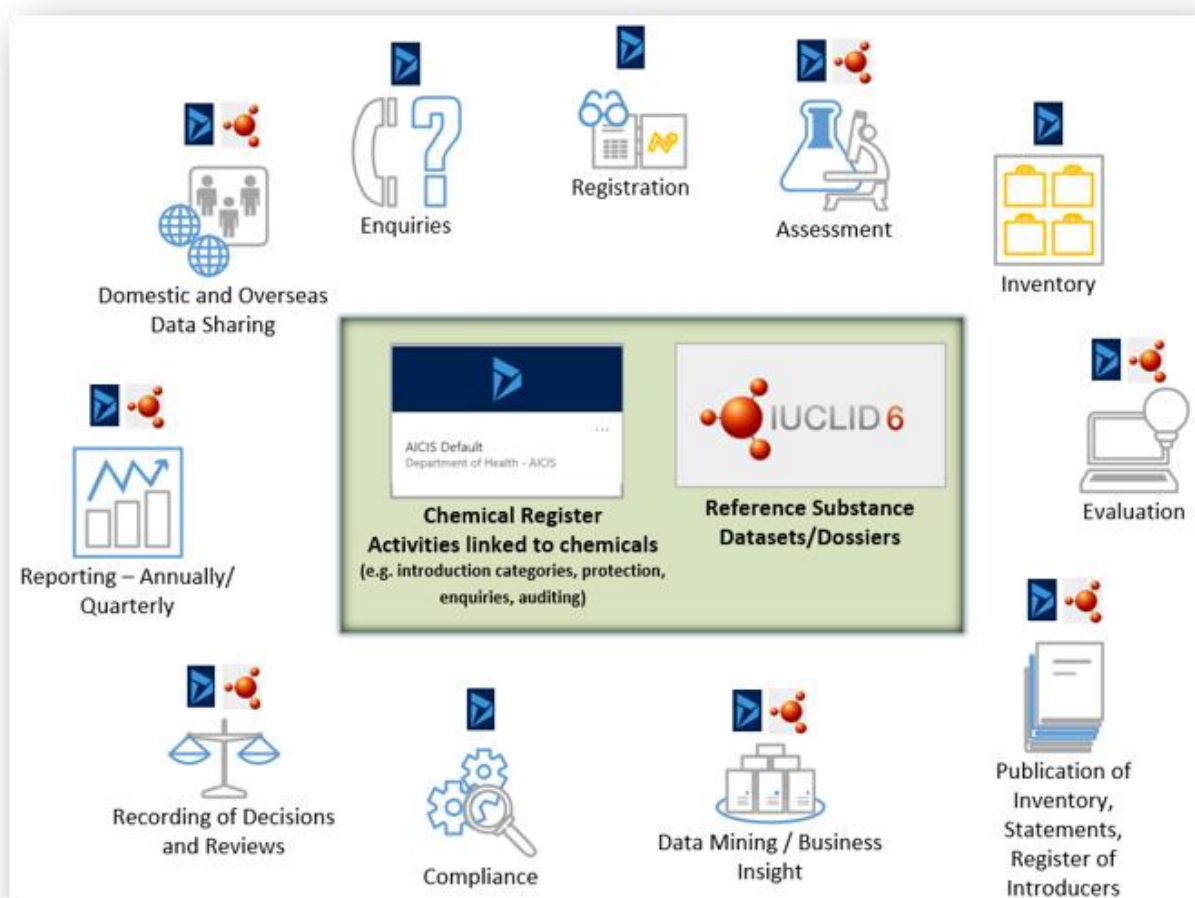 Enquiries
Registration
Assessment
Inventory
Domestic and Overseas
Data Sharing
AICIS Default
Department of Health - AICIS
Chemical Register
Activities linked to chemicals
(e.g. introduction categories, protection,
enquiries, auditing)
IUCLID 6
Reference Substance
Datasets/Dossiers
Evaluation
Reporting – Annually/
Quarterly
Recording of Decisions
and Reviews
Compliance
Data Mining / Business
Insight
Publication of
Inventory,
Statements,
Register of
Introducers